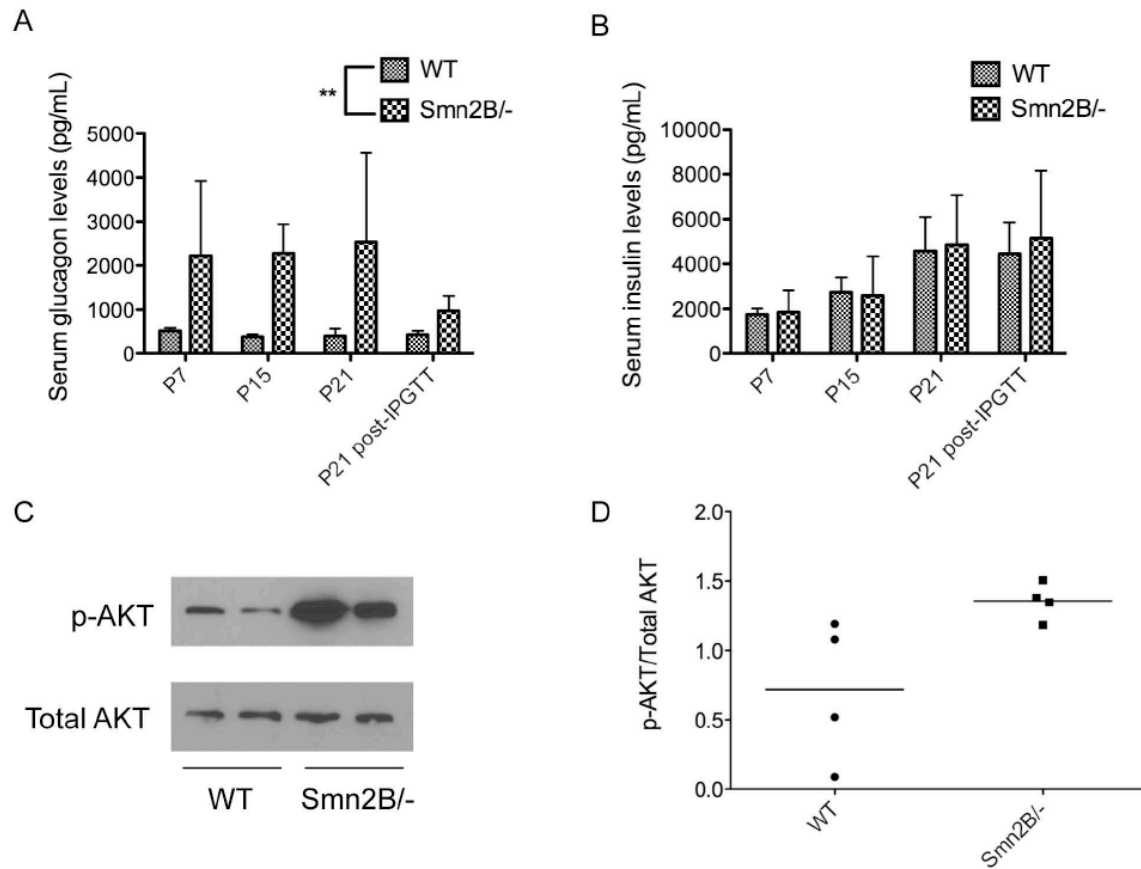 A
WT
**
Smn2B/-
Serum glucagon levels (pg/mL)
5000
4000
3000
2000
1000
0
P7
P15
P21
P21 post-IPGTT
B
WT
Smn2B/-
Serum insulin levels (pg/mL)
10000
8000
6000
4000
2000
0
P7
P15
P21
P21 post-IPGTT
C
p-AKT
Total AKT
WT
Smn2B/-
D
p-AKT/Total AKT
2.0
1.5
1.0
0.5
0.0
WT
Smn2B/-